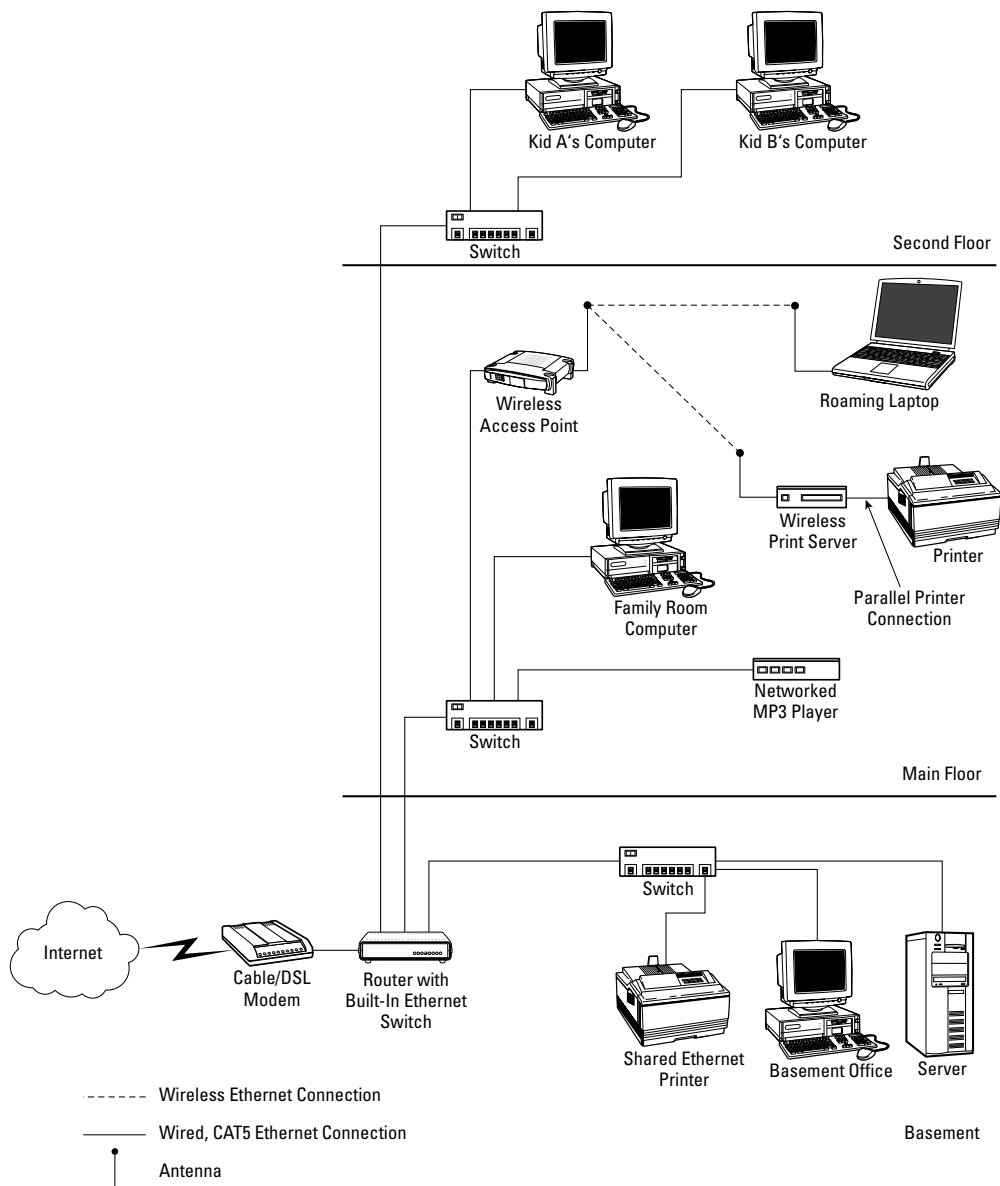 Kid A's Computer
Kid B's Computer
Switch
Second Floor
Wireless
Access Point
Roaming Laptop
Wireless
Print Server
Printer
Family Room
Computer
Parallel Printer
Connection
Networked
MP3 Player
Switch
Main Floor
Switch
Internet
Cable/DSL
Modem
Router with
Built-In Ethernet
Switch
Shared Ethernet
Printer
Basement Office
Server
Wireless Ethernet Connection
Wired, CAT5 Ethernet Connection
Basement
Antenna